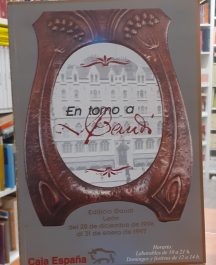 En torno a
Gaudí
Edificio Gaudí
León
del 20 de diciembre de 1996
al 31 de enero de 1997
Caja España
Horario:
Laborables de 19 a 21 h.
Domingos y festivos de 12 a 14 h.